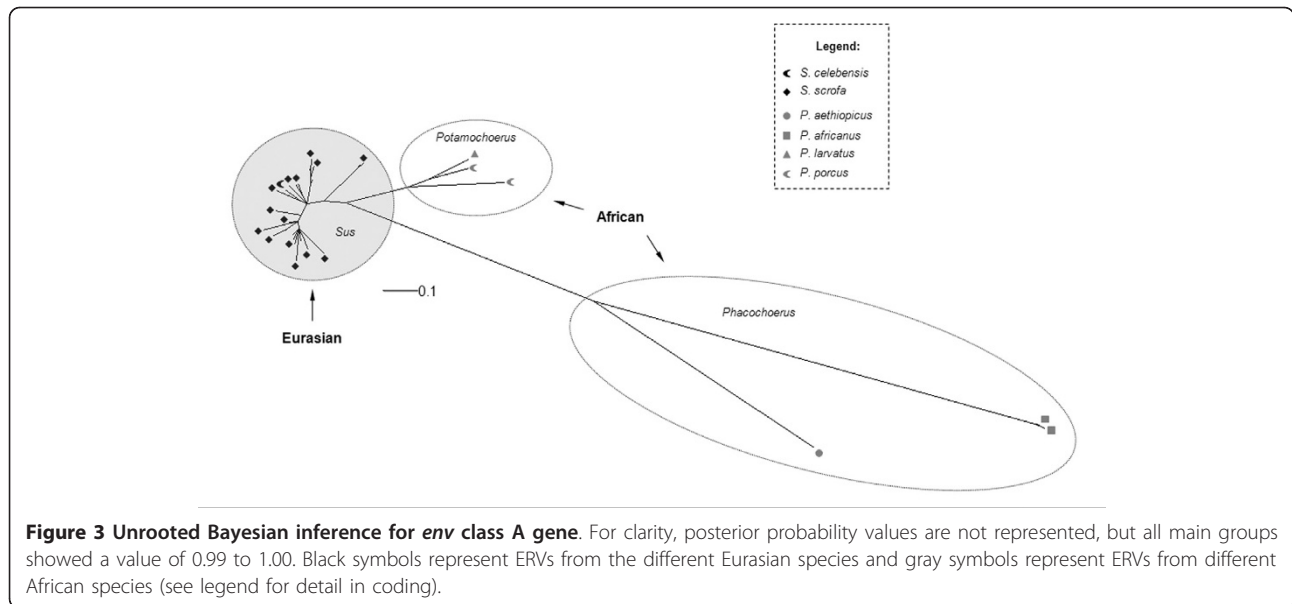 Legend:
S. celebensis
S. scrofa
P. aethiopicus
P. africanus
P. larvatus
P. porcus
Potamochoerus
African
Sus
0.1
Phacochoerus
Eurasian
Figure 3 Unrooted Bayesian inference for env class A gene. For clarity, posterior probability values are not represented, but all main groups
showed a value of 0.99 to 1.00. Black symbols represent ERVs from the different Eurasian species and gray symbols represent ERVs from different
African species (see legend for detail in coding).